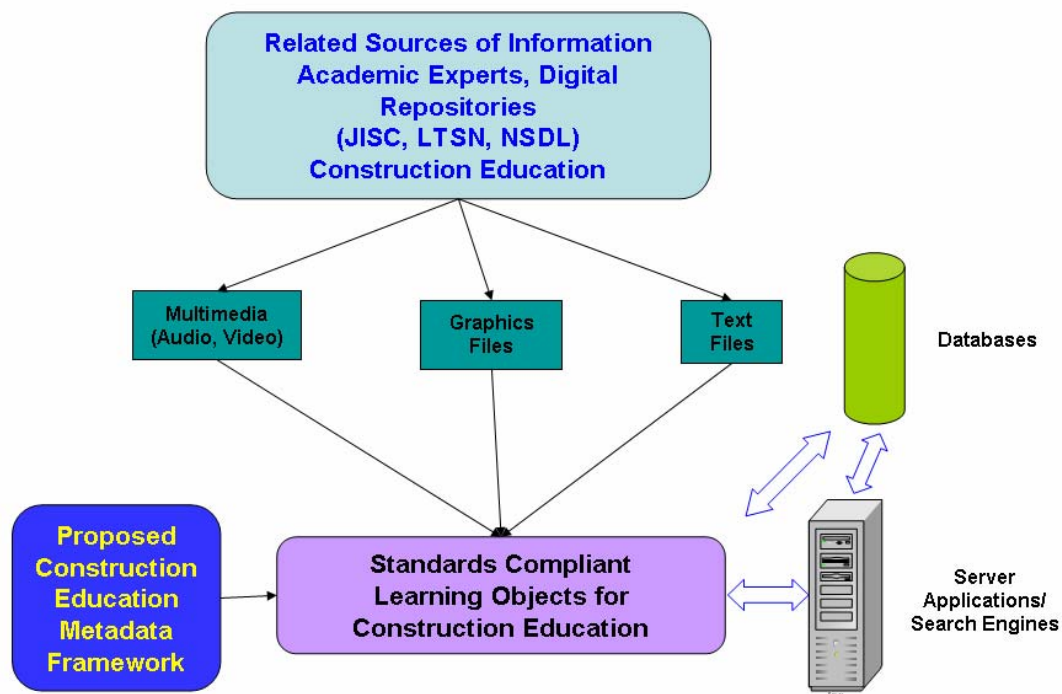 Related Sources of Information
Academic Experts, Digital
Repositories
(JISC, LTSN, NSDL)
Construction Education
Multimedia
(Audio, Video)
Graphics
Files
Text
Files
Databases
Proposed
Construction
Education
Metadata
Framework
Standards Compliant
Learning Objects for
Construction Education
Server
Applications/
Search Engines